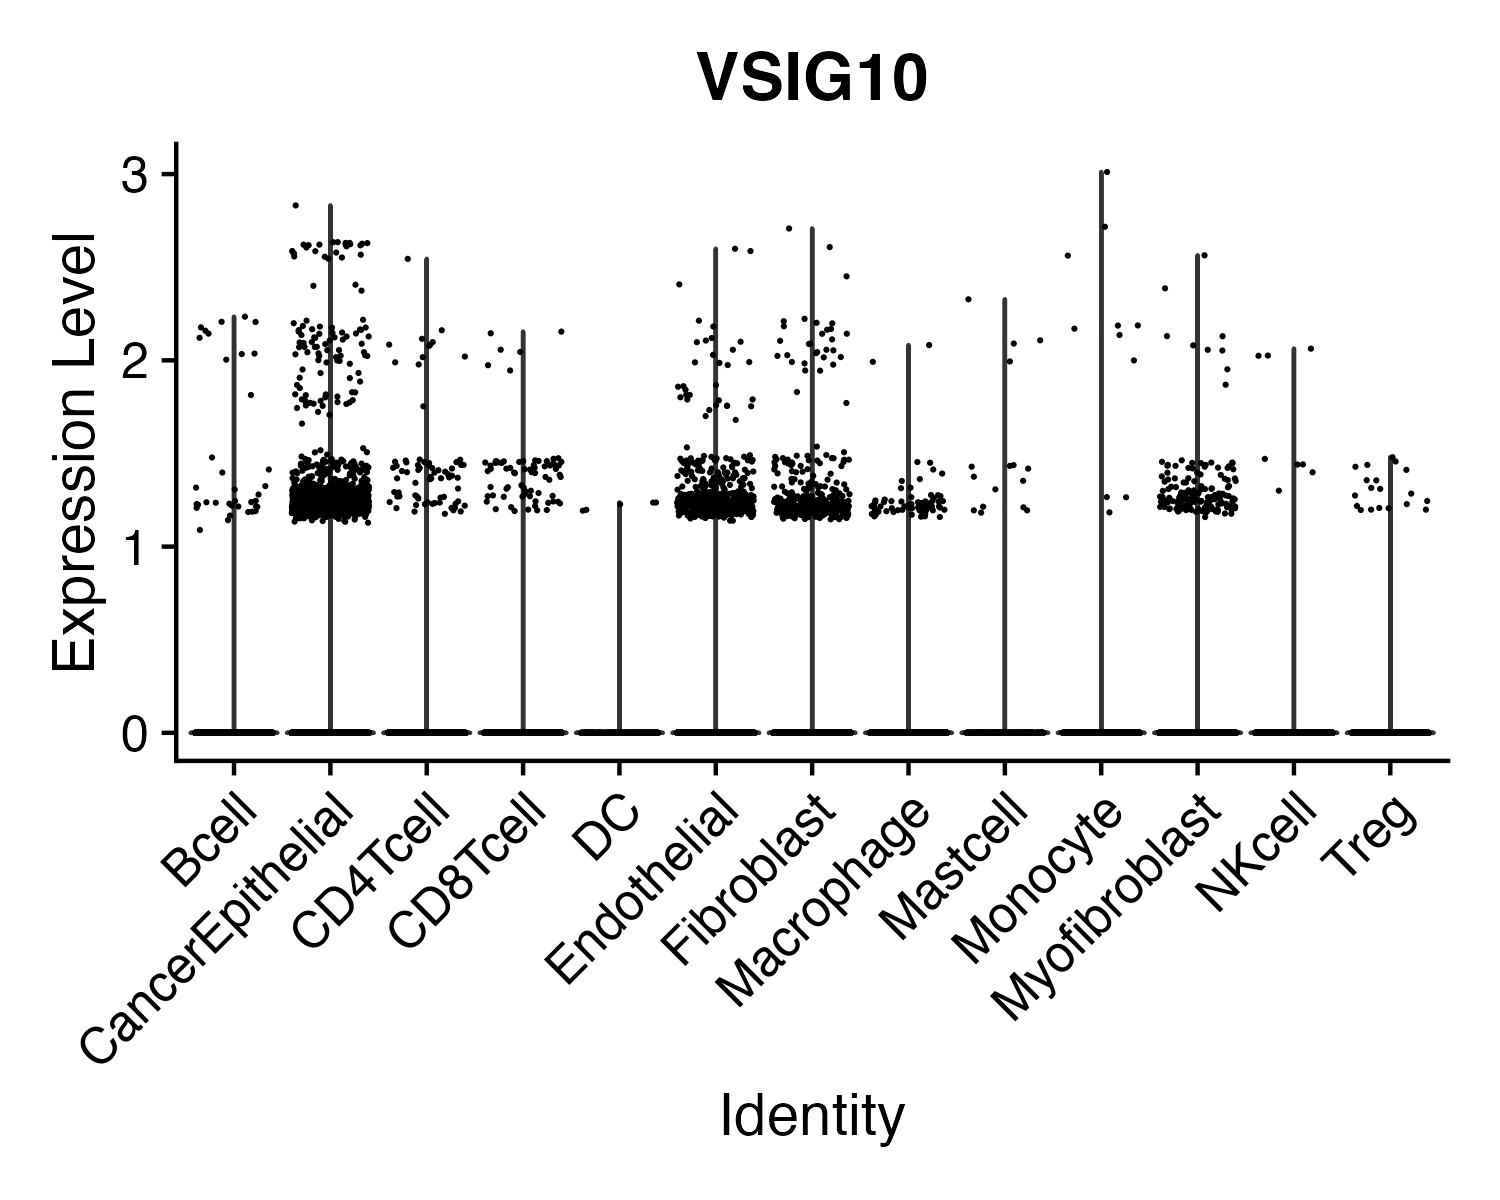 VSIG10
Expression Level
3
2
1
0
Bcell
CancerEpithelial
CD4Tcell
CD8Tcell
DC
Endothelial
Fibroblast
Macrophage
Mastcell
Monocyte
Myofibroblast
NKcell
Treg
Identity